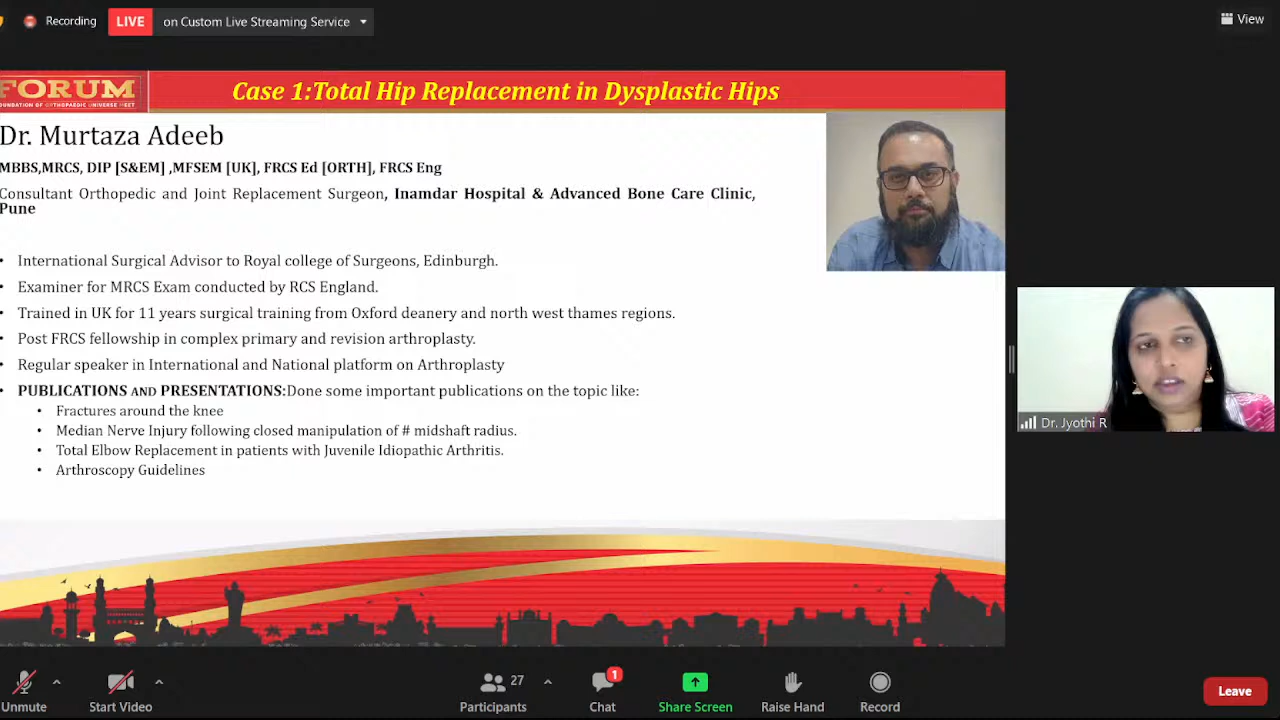 Recording
LIVE
on Custom Live Streaming Service
View
FORUM
OUNDATION OF ORTHOPAEDIC UNIVERSE MEET
Case 1:Total Hip Replacement in Dysplastic Hips
Dr. Murtaza Adeeb
MBBS,MRCS, DIP [S&EM] ,MFSEM [UK], FRCS Ed [ORTH], FRCS Eng
Consultant Orthopedic and Joint Replacement Surgeon, Inamdar Hospital & Advanced Bone Care Clinic,
Pune
• International Surgical Advisor to Royal college of Surgeons, Edinburgh.
• Examiner for MRCS Exam conducted by RCS England.
• Trained in UK for 11 years surgical training from Oxford deanery and north west thames regions.
• Post FRCS fellowship in complex primary and revision arthroplasty.
• Regular speaker in International and National platform on Arthroplasty
• PUBLICATIONS AND PRESENTATIONS:Done some important publications on the topic like:
• Fractures around the knee
• Median Nerve Injury following closed manipulation of # midshaft radius.
• Total Elbow Replacement in patients with Juvenile Idiopathic Arthritis.
• Arthroscopy Guidelines
Dr. Jyothi R
Unmute
Start Video
27
Participants
1
Chat
Share Screen
Raise Hand
Record
Leave